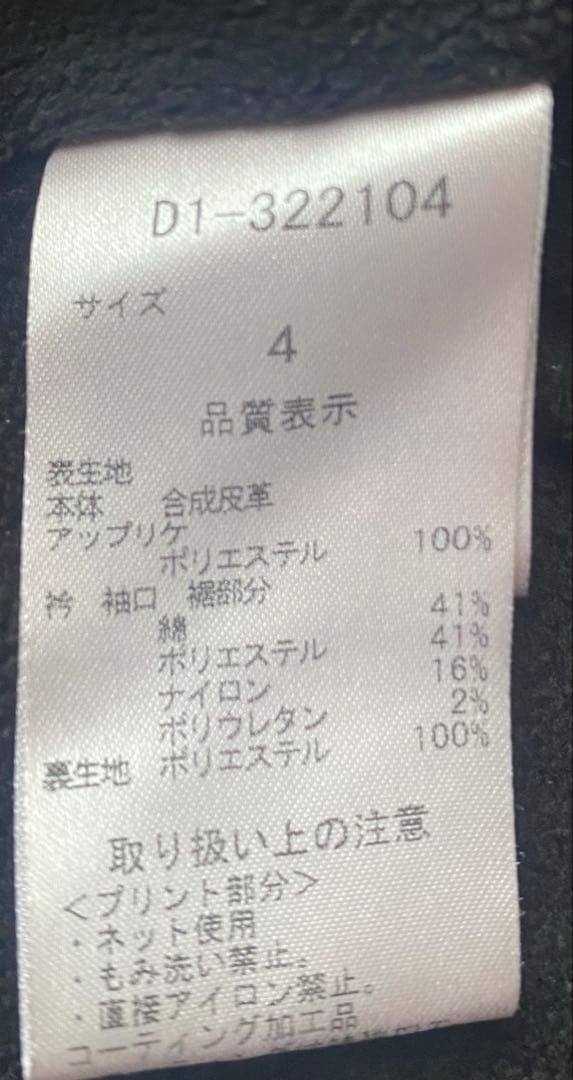 D1-322104
サイズ
4
品質表示
表生地
本体 合成皮革
アップリケ
ポリエステル 100%
衿 袖口 裾部分
綿 41%
ポリエステル 41%
ナイロン 16%
ポリウレタン 2%
裏生地 ポリエステル 100%
取り扱い上の注意
<プリント部分>
・ネット使用
・もみ洗い禁止。
・直接アイロン禁止。
コーティング加工品